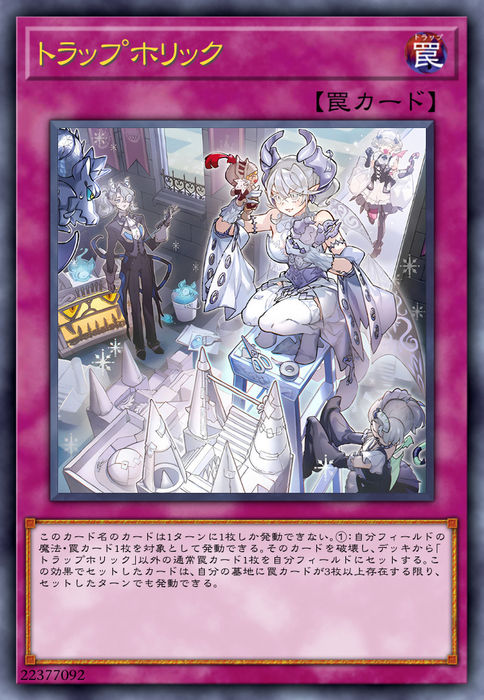 トラップホリック
トラップ
罠
【罠カード】
このカード名のカードは1ターンに1枚しか発動できない。①:自分フィールドの
魔法・罠カード1枚を対象として発動できる。そのカードを破壊し、デッキから「
トラップホリック」以外の通常罠カード1枚を自分フィールドにセットする。こ
の効果でセットしたカードは、自分の墓地に罠カードが3枚以上存在する限り、
セットしたターンでも発動できる。
22377092